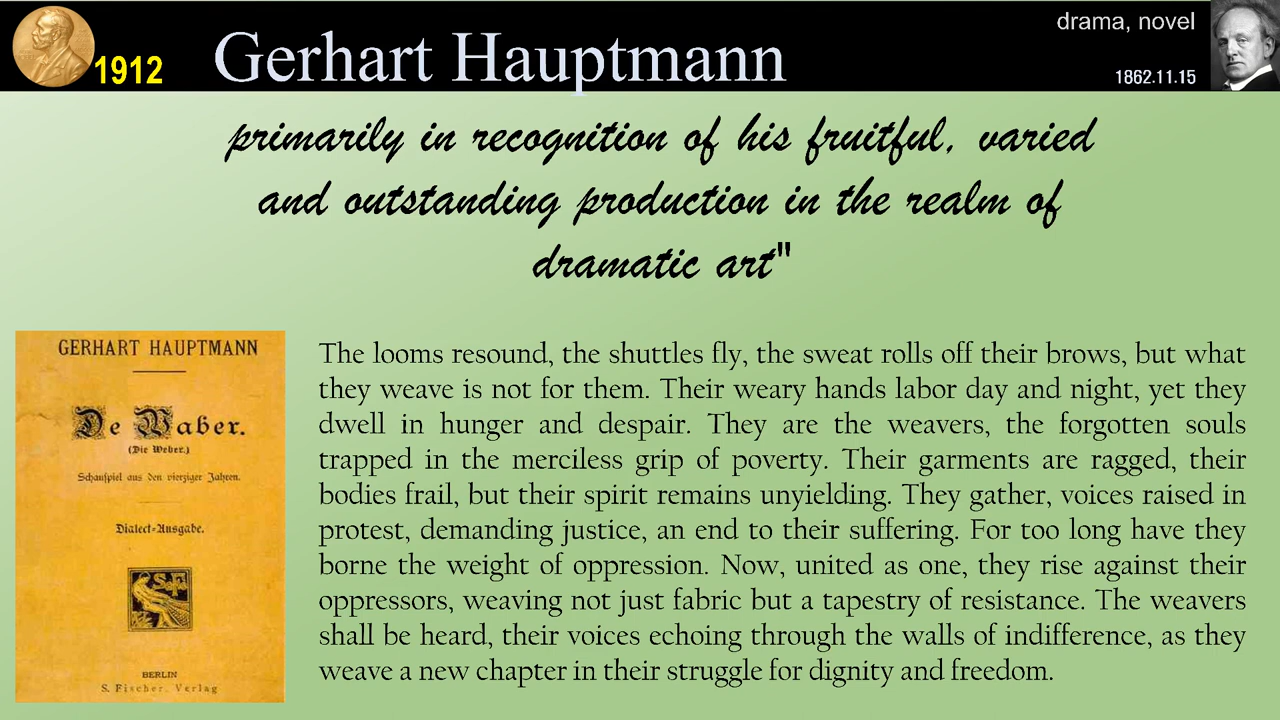 1912
Gerhart Hauptmann
drama, novel
1862.11.15
primarily in recognition of his fruitful, varied
and outstanding production in the realm of
dramatic art"
GERHART HAUPTMANN
De Waber.
(Die Weber.)
Schauspiel aus den vierziger Jahren.
Dialect-Ausgabe.
SF
BERLIN
S. Fischer, Verlag
The looms resound, the shuttles fly, the sweat rolls off their brows, but what
they weave is not for them. Their weary hands labor day and night, yet they
dwell in hunger and despair. They are the weavers, the forgotten souls
trapped in the merciless grip of poverty. Their garments are ragged, their
bodies frail, but their spirit remains unyielding. They gather, voices raised in
protest, demanding justice, an end to their suffering. For too long have they
borne the weight of oppression. Now, united as one, they rise against their
oppressors, weaving not just fabric but a tapestry of resistance. The weavers
shall be heard, their voices echoing through the walls of indifference, as they
weave a new chapter in their struggle for dignity and freedom.